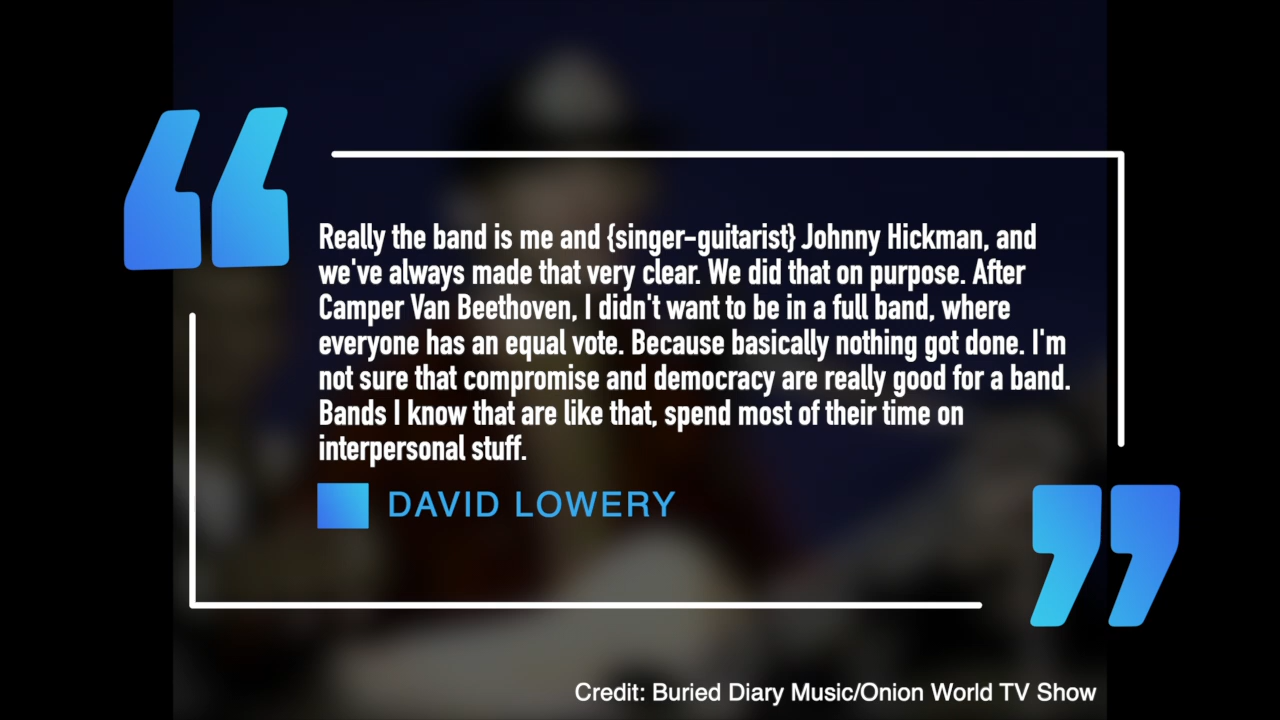 Really the band is me and {singer-guitarist} Johnny Hickman, and
we've always made that very clear. We did that on purpose. After
Camper Van Beethoven, I didn't want to be in a full band, where
everyone has an equal vote. Because basically nothing got done. I'm
not sure that compromise and democracy are really good for a band.
Bands I know that are like that, spend most of their time on
interpersonal stuff.
DAVID LOWERY
Credit: Buried Diary Music/Onion World TV Show